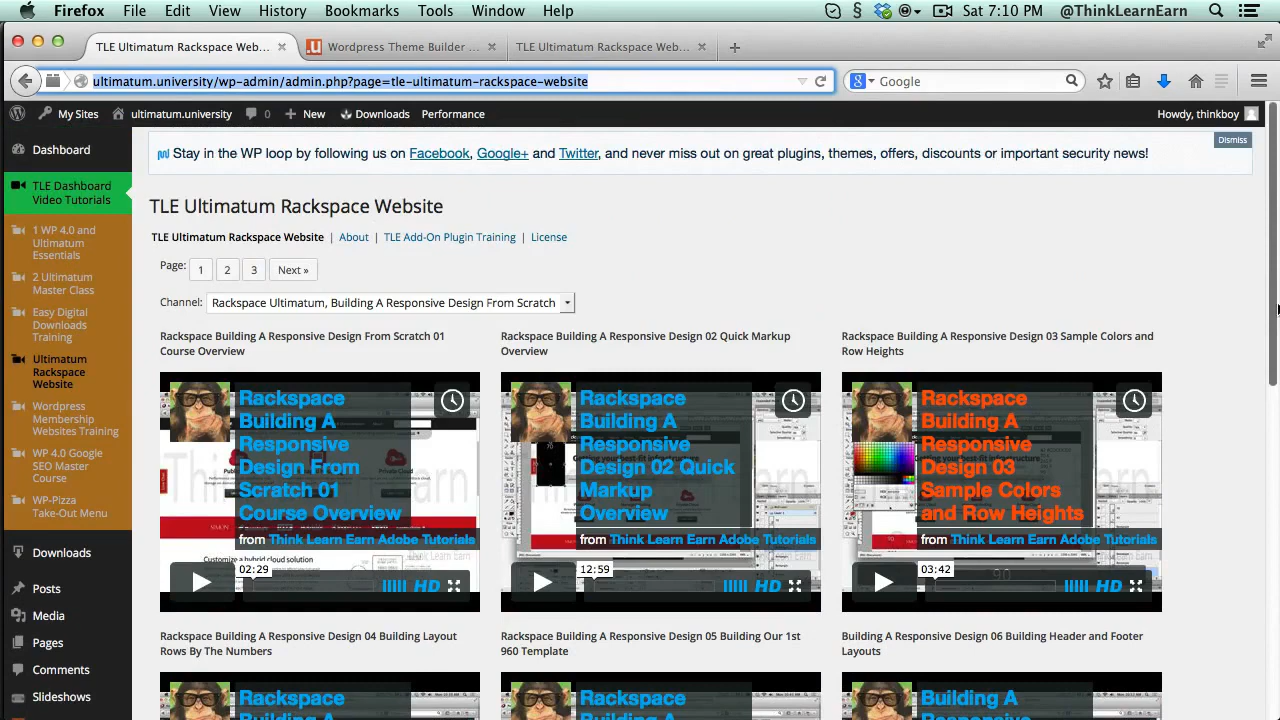 Firefox File Edit View History Bookmarks Tools Window Help Sat 7:10 PM @ThinkLearnEarn
TLE Ultimatum Rackspace Web... Wordpress Theme Builder ... TLE Ultimatum Rackspace Web...
ultimatum.university/wp-admin/admin.php?page=tle-ultimatum-rackspace-website Google
My Sites ultimatum.university 0 New Downloads Performance Howdy, thinkboy
Dismiss
Stay in the WP loop by following us on Facebook, Google+ and Twitter, and never miss out on great plugins, themes, offers, discounts or important security news!
Dashboard
TLE Dashboard
Video Tutorials
1 WP 4.0 and
Ultimatum
Essentials
2 Ultimatum
Master Class
Easy Digital
Downloads
Training
Ultimatum
Rackspace
Website
Wordpress
Membership
Websites Training
WP 4.0 Google
SEO Master
Course
WP-Pizza
Take-Out Menu
Downloads
Posts
Media
Pages
Comments
Slideshows
TLE Ultimatum Rackspace Website
TLE Ultimatum Rackspace Website | About | TLE Add-On Plugin Training | License
Page: 1 2 3 Next »
Channel: Rackspace Ultimatum, Building A Responsive Design From Scratch
Rackspace Building A Responsive Design From Scratch 01
Course Overview
Rackspace
Building A
Responsive
Design From
Scratch 01
Course Overview
from Think Learn Earn Adobe Tutorials
02:29
HD
Rackspace Building A Responsive Design 02 Quick Markup
Overview
Rackspace
Building A
Responsive
Design 02 Quick
Markup
Overview
from Think Learn Earn Adobe Tutorials
12:59
HD
Rackspace Building A Responsive Design 03 Sample Colors and
Row Heights
Rackspace
Building A
Responsive
Design 03
Sample Colors
and Row Heights
from Think Learn Earn Adobe Tutorials
03:42
HD
Rackspace Building A Responsive Design 04 Building Layout
Rows By The Numbers
Rackspace
Rackspace Building A Responsive Design 05 Building Our 1st
960 Template
Rackspace
Building A Responsive Design 06 Building Header and Footer
Layouts
Building A